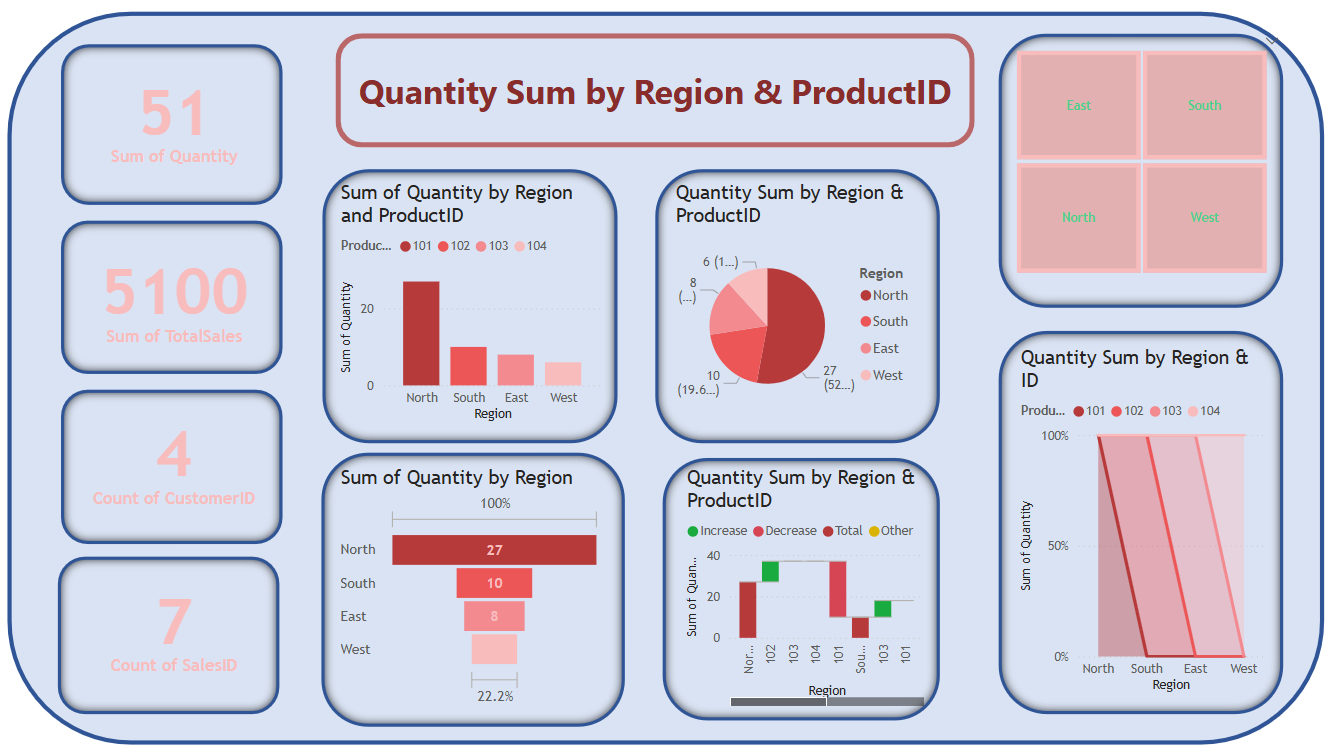 51
Sum of Quantity
5100
Sum of TotalSales
4
Count of CustomerID
7
Count of SalesID
Quantity Sum by Region & ProductID
Sum of Quantity by Region
and ProductID
Produc... 101 102 103 104
Sum of Quantity
20
0
North South East West
Region
Quantity Sum by Region &
ProductID
6 (1...)
8
(...)
10
(19.6...)
27
(52...)
Region
North
South
East
West
Sum of Quantity by Region
100%
North 27
South 10
East 8
West
22.2%
Quantity Sum by Region &
ProductID
Increase Decrease Total Other
Sum of Quan...
40
20
0
Nor... 102 103 104 101 Sou... 103 101
Region
East South
North West
Quantity Sum by Region &
ID
Produ... 101 102 103 104
Sum of Quantity
100%
50%
0%
North South East West
Region